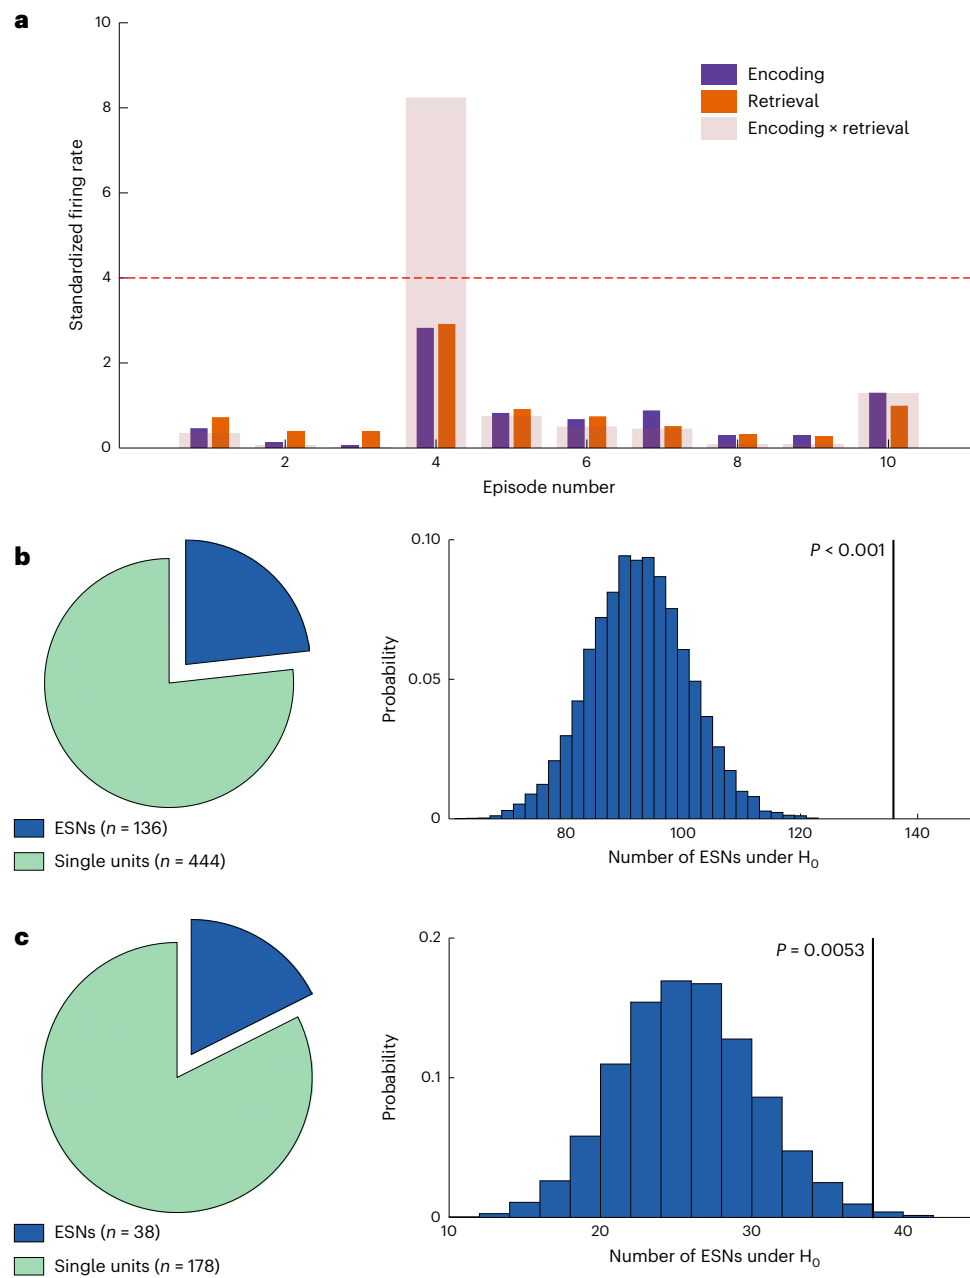 a
10
8
6
4
2
0
Standardized firing rate
Encoding
Retrieval
Encoding × retrieval
2
4
6
8
10
Episode number
b
ESNs (n = 136)
Single units (n = 444)
0.10
0.05
0
Probability
P < 0.001
80
100
120
140
Number of ESNs under H0
c
ESNs (n = 38)
Single units (n = 178)
0.2
0.1
0
Probability
P = 0.0053
10
20
30
40
Number of ESNs under H0